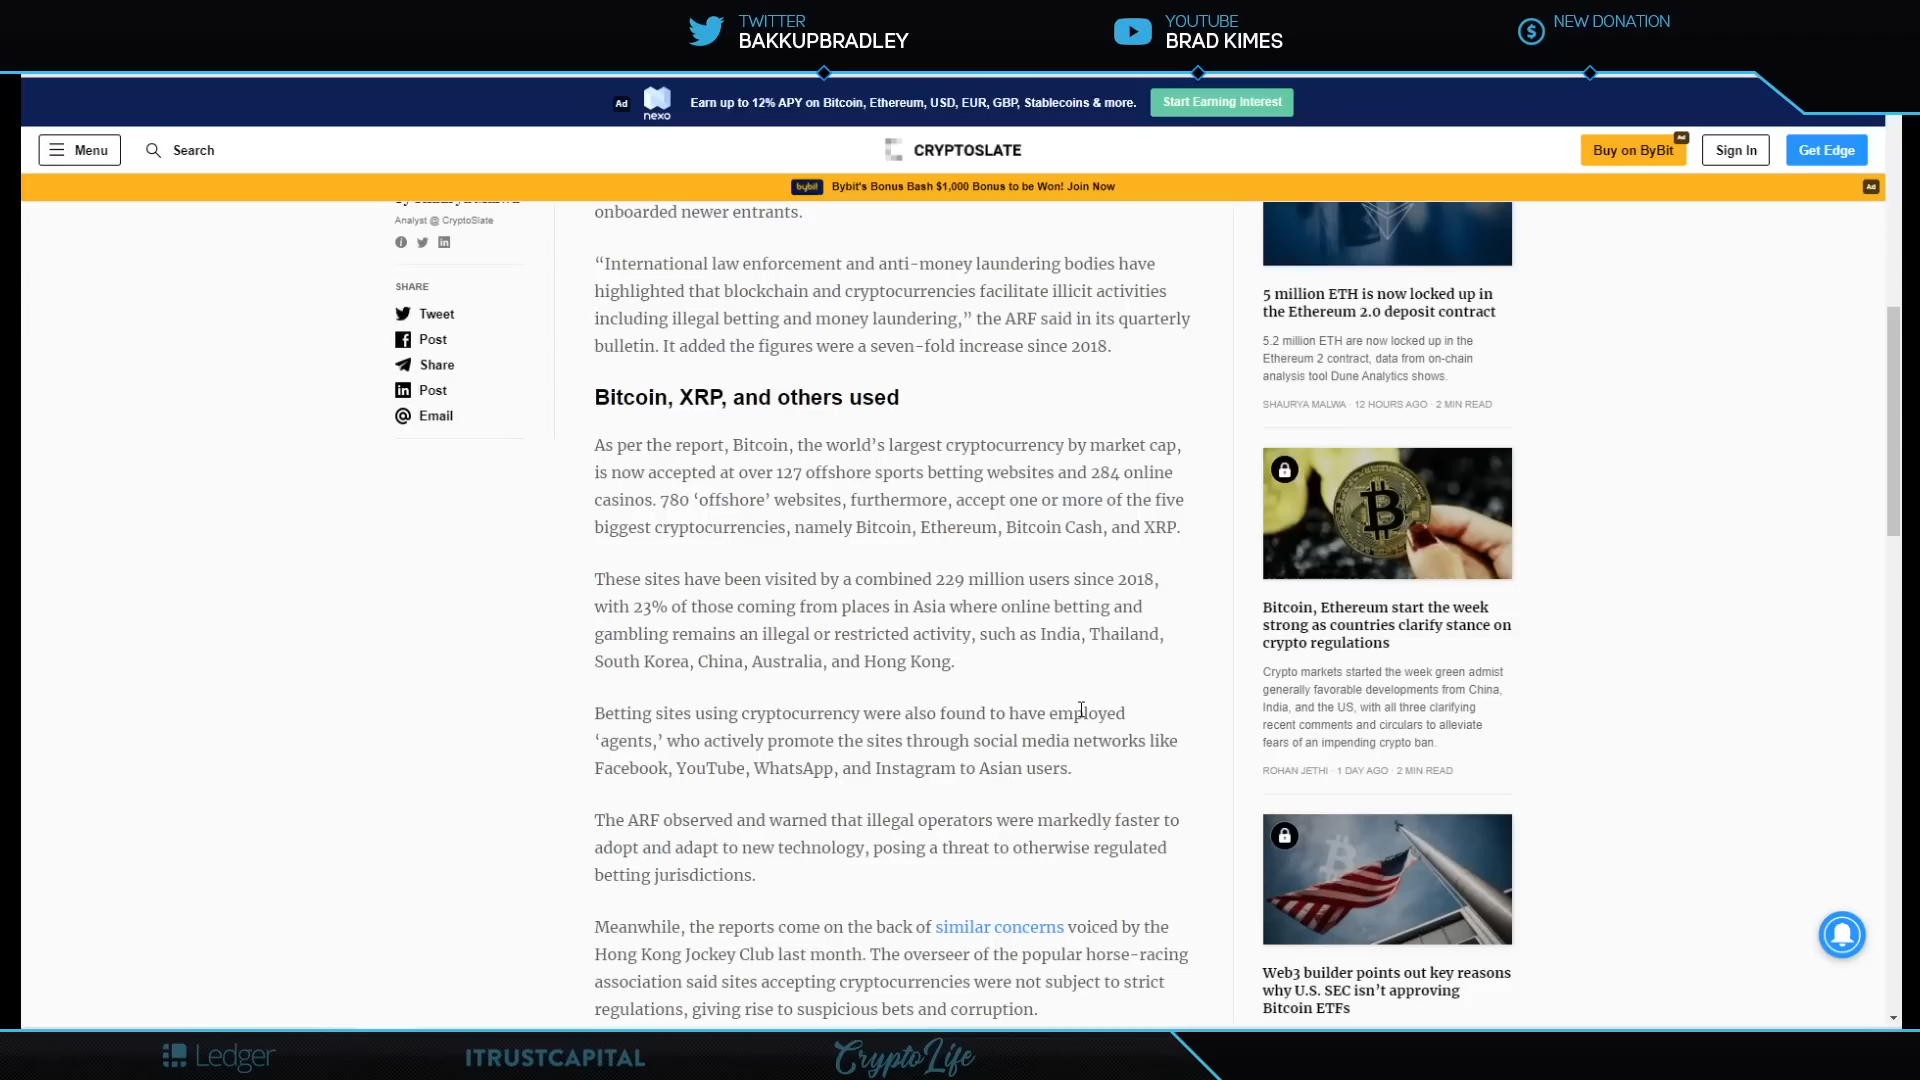 TWITTER
BAKKUPBRADLEY
YOUTUBE
BRAD KIMES
NEW DONATION
Ad
nexo
Earn up to 12% APY on Bitcoin, Ethereum, USD, EUR, GBP, Stablecoins & more.
Start Earning Interest
Menu
Search
CRYPTOSLATE
Buy on ByBit
Ad
Sign In
Get Edge
bybit
Bybit's Bonus Bash $1,000 Bonus to be Won! Join Now
Ad
Analyst @ CryptoSlate
SHARE
Tweet
Post
Share
Post
Email
onboarded newer entrants.
“International law enforcement and anti-money laundering bodies have
highlighted that blockchain and cryptocurrencies facilitate illicit activities
including illegal betting and money laundering,” the ARF said in its quarterly
bulletin. It added the figures were a seven-fold increase since 2018.
Bitcoin, XRP, and others used
As per the report, Bitcoin, the world’s largest cryptocurrency by market cap,
is now accepted at over 127 offshore sports betting websites and 284 online
casinos. 780 ‘offshore’ websites, furthermore, accept one or more of the five
biggest cryptocurrencies, namely Bitcoin, Ethereum, Bitcoin Cash, and XRP.
These sites have been visited by a combined 229 million users since 2018,
with 23% of those coming from places in Asia where online betting and
gambling remains an illegal or restricted activity, such as India, Thailand,
South Korea, China, Australia, and Hong Kong.
Betting sites using cryptocurrency were also found to have employed
‘agents,’ who actively promote the sites through social media networks like
Facebook, YouTube, WhatsApp, and Instagram to Asian users.
The ARF observed and warned that illegal operators were markedly faster to
adopt and adapt to new technology, posing a threat to otherwise regulated
betting jurisdictions.
Meanwhile, the reports come on the back of similar concerns voiced by the
Hong Kong Jockey Club last month. The overseer of the popular horse-racing
association said sites accepting cryptocurrencies were not subject to strict
regulations, giving rise to suspicious bets and corruption.
5 million ETH is now locked up in
the Ethereum 2.0 deposit contract
5.2 million ETH are now locked up in the
Ethereum 2 contract, data from on-chain
analysis tool Dune Analytics shows.
SHAURYA MALWA · 12 HOURS AGO · 2 MIN READ
Bitcoin, Ethereum start the week
strong as countries clarify stance on
crypto regulations
Crypto markets started the week green admist
generally favorable developments from China,
India, and the US, with all three clarifying
recent comments and circulars to alleviate
fears of an impending crypto ban.
ROHAN JETHI · 1 DAY AGO · 2 MIN READ
Web3 builder points out key reasons
why U.S. SEC isn’t approving
Bitcoin ETFs
Ledger
ITRUSTCAPITAL
CryptoLife